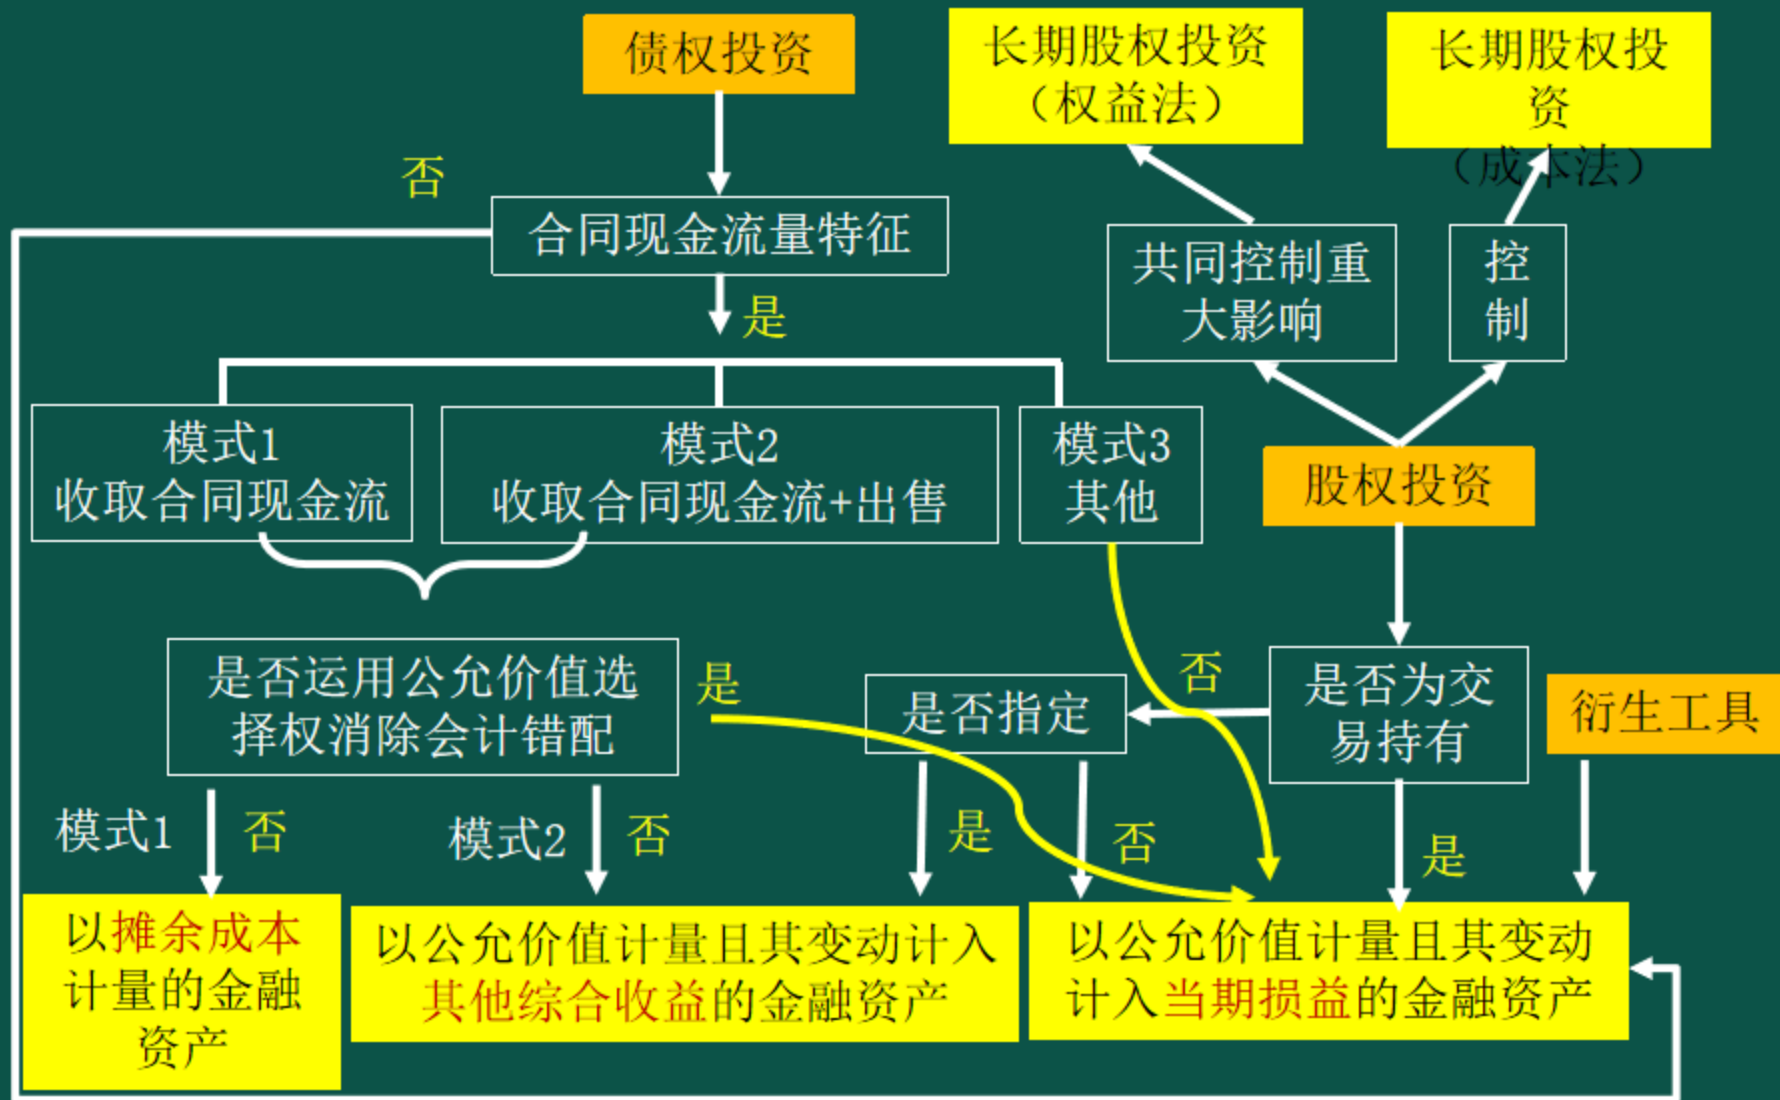 债权投资
长期股权投资
（权益法）
长期股权投
资
（成本法）
否
合同现金流量特征
是
共同控制重
大影响
控
制
模式1
收取合同现金流
模式2
收取合同现金流+出售
模式3
其他
股权投资
是否运用公允价值选
择权消除会计错配
是
是否指定
否
是否为交
易持有
衍生工具
模式1
否
模式2
否
是
否
是
以摊余成本
计量的金融
资产
以公允价值计量且其变动计入
其他综合收益的金融资产
以公允价值计量且其变动
计入当期损益的金融资产